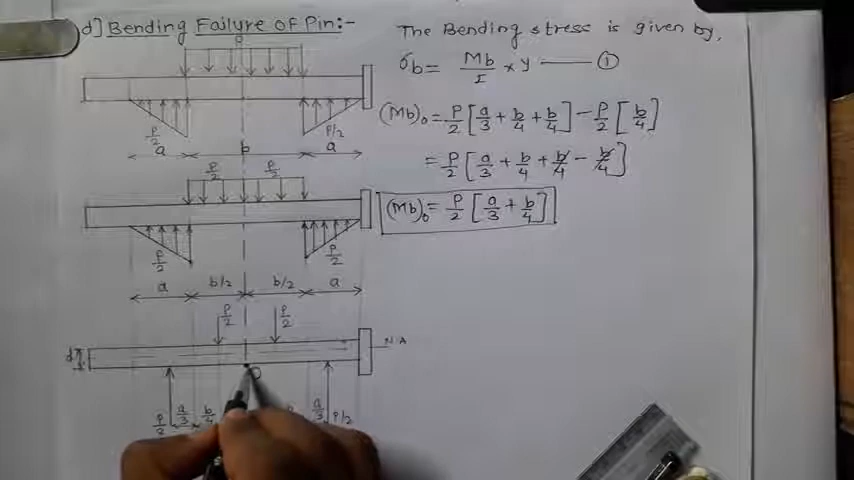 d] Bending Failure of Pin:-
P
P/2
P/2
a
b
a
P/2
P/2
P/2
P/2
a
b/2
b/2
a
P/2
P/2
d
N A
O
P/2
a/3
b/4
a/3
P/2
The Bending stress is given by,
σb = Mb/I × y —— ①
(Mb)₀ = P/2 [a/3 + b/4 + b/4] - P/2 [b/4]
= P/2 [a/3 + b/4 + b/4 - b/4]
(Mb)₀ = P/2 [a/3 + b/4]